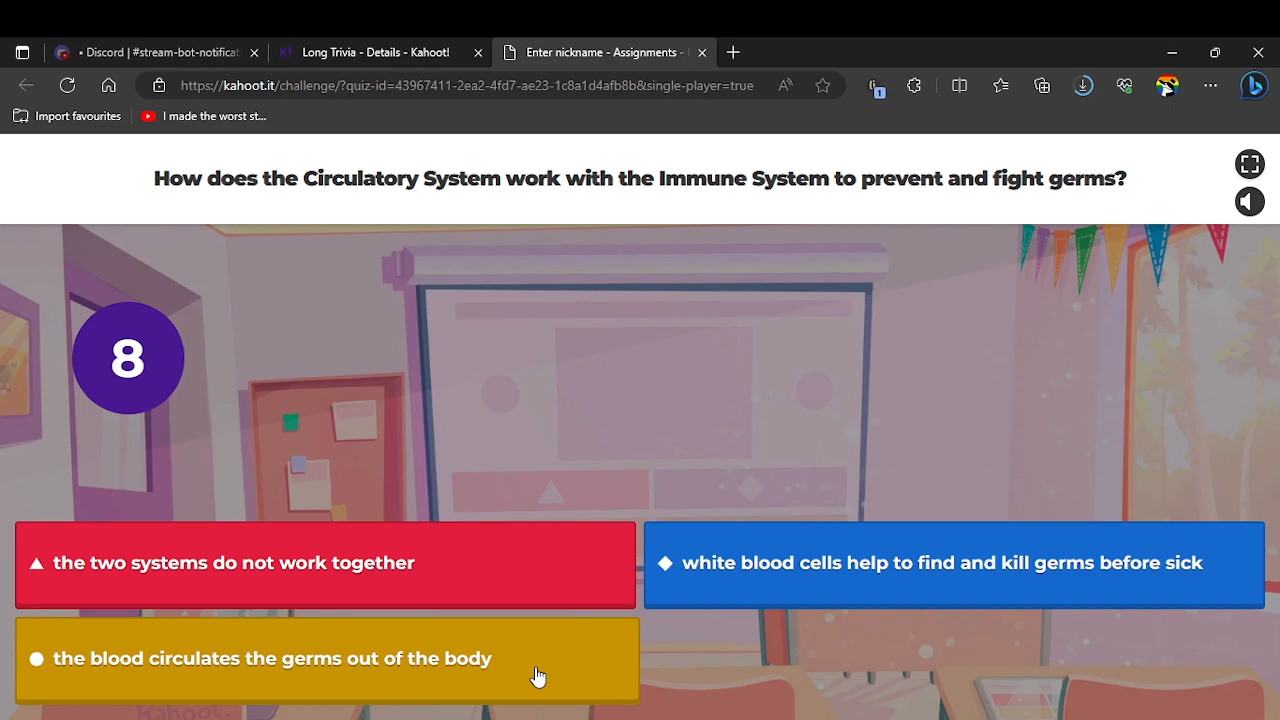 • Discord | #stream-bot-notificat
Long Trivia - Details - Kahoot!
Enter nickname - Assignments -
https://kahoot.it/challenge/?quiz-id=43967411-2ca2-4fd7-ae23-1c8a1d4afb8b&single-player=true
1
Import favourites
I made the worst st...
How does the Circulatory System work with the Immune System to prevent and fight germs?
8
the two systems do not work together
white blood cells help to find and kill germs before sick
the blood circulates the germs out of the body
Kahoot!